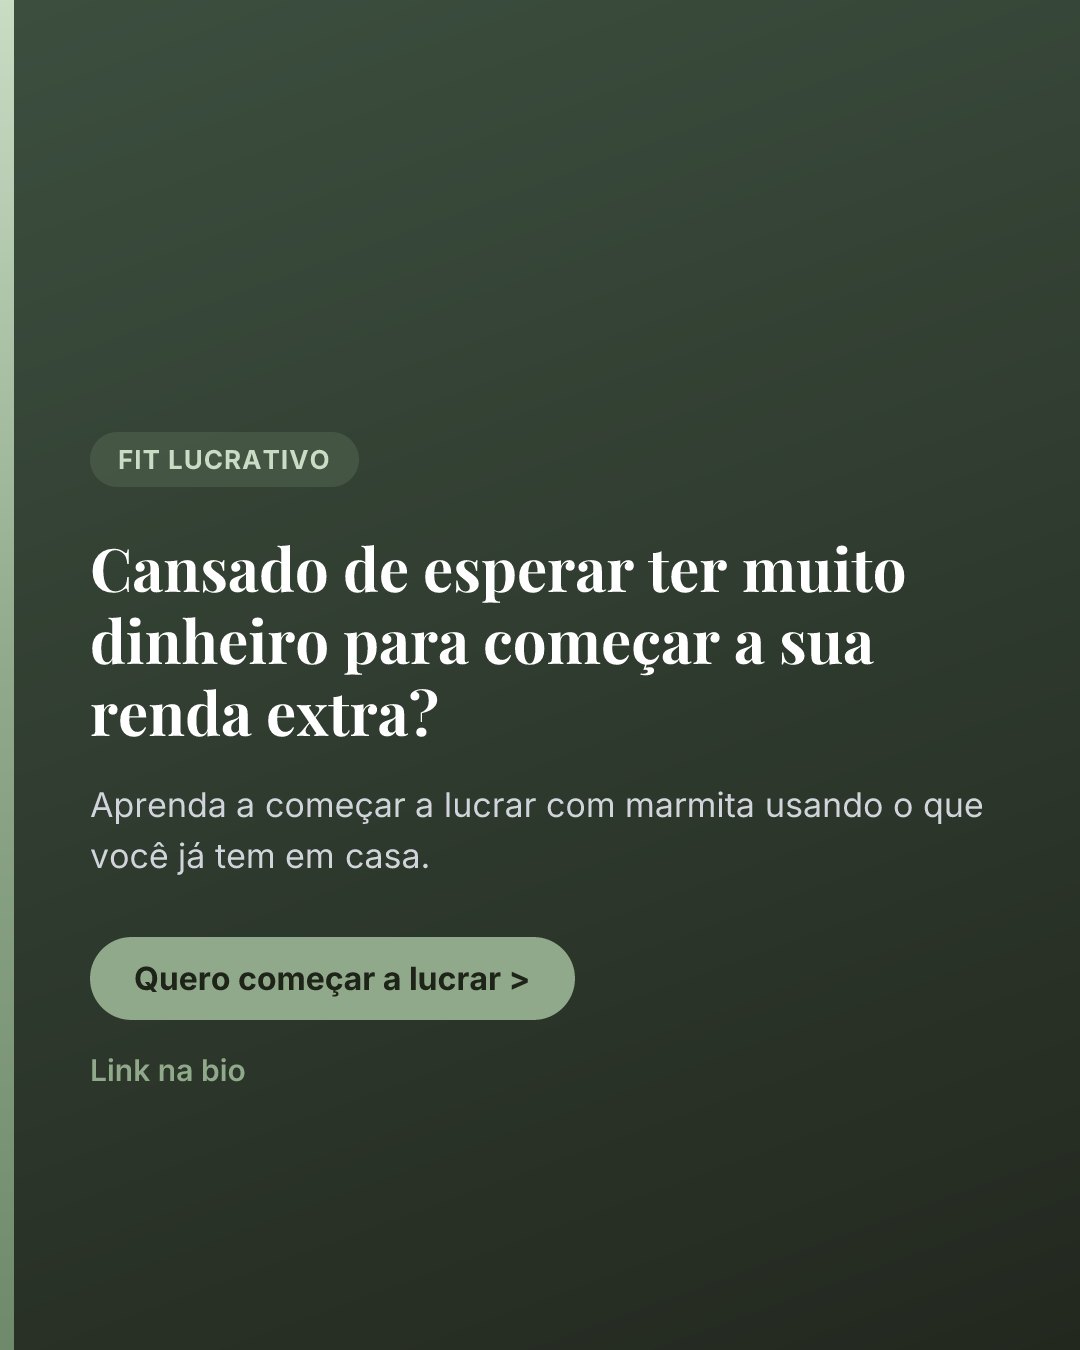 FIT LUCRATIVO
Cansado de esperar ter muito
dinheiro para começar a sua
renda extra?
Aprenda a começar a lucrar com marmita usando o que
você já tem em casa.
Quero começar a lucrar >
Link na bio